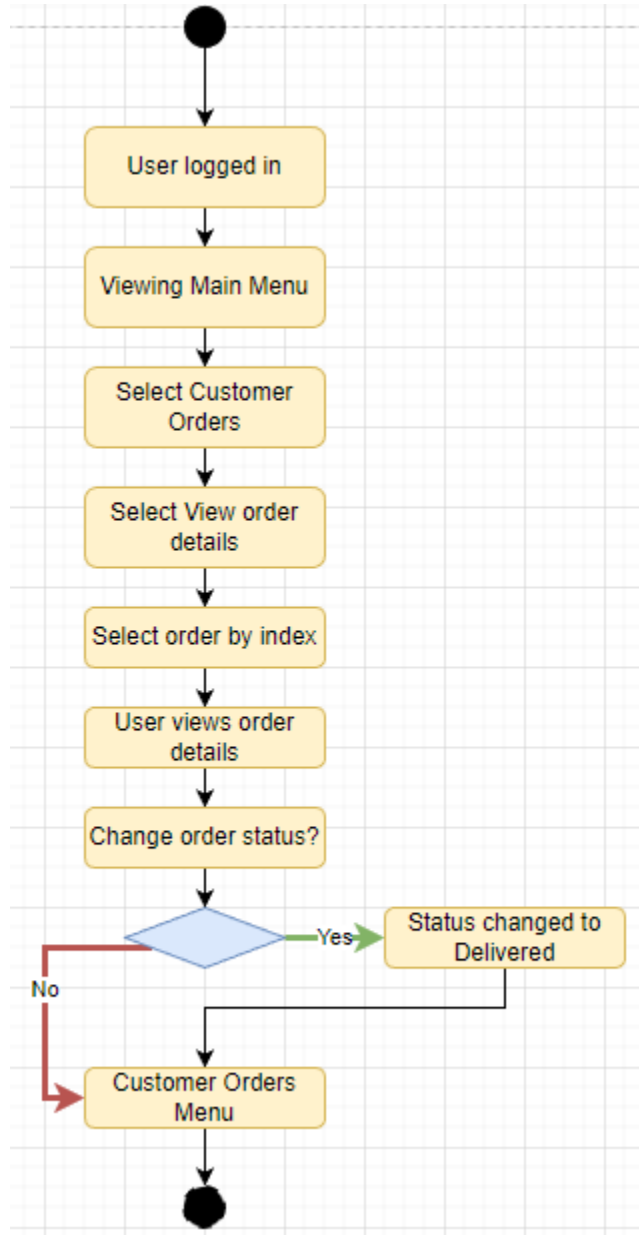 User logged in
Viewing Main Menu
Select Customer
Orders
Select View order
details
Select order by index
User views order
details
Change order status?
Yes
Status changed to
Delivered
No
Customer Orders
Menu